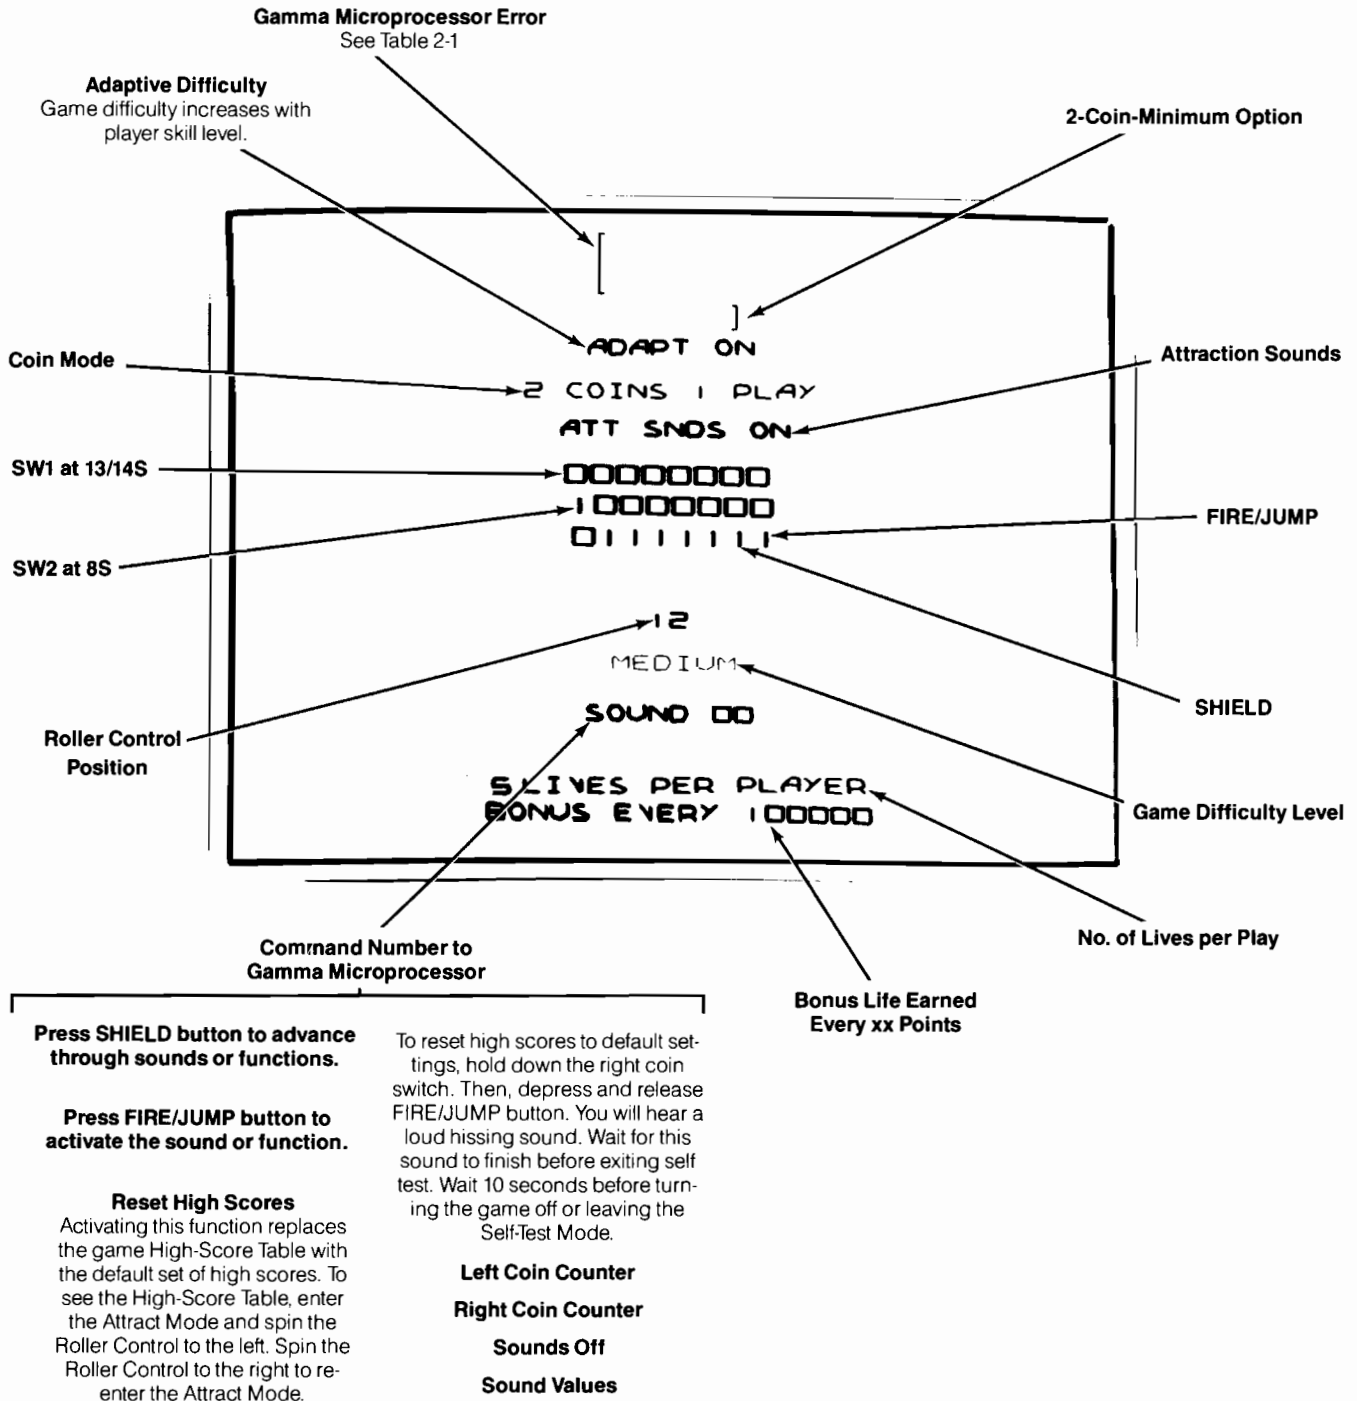 Gamma Microprocessor Error
See Table 2-1
Adaptive Difficulty
Game difficulty increases with
player skill level.
2-Coin-Minimum Option
[
]
ADAPT ON
Coin Mode
2 COINS 1 PLAY
Attraction Sounds
ATT SNDS ON
SW1 at 13/14S
00000000
10000000
FIRE/JUMP
01111111
SW2 at 8S
12
MEDIUM
SHIELD
SOUND 00
Roller Control
Position
5 LIVES PER PLAYER
BONUS EVERY 100000
Game Difficulty Level
No. of Lives per Play
Command Number to
Gamma Microprocessor
Bonus Life Earned
Every xx Points
Press SHIELD button to advance
through sounds or functions.
Press FIRE/JUMP button to
activate the sound or function.
Reset High Scores
Activating this function replaces
the game High-Score Table with
the default set of high scores. To
see the High-Score Table, enter
the Attract Mode and spin the
Roller Control to the left. Spin the
Roller Control to the right to re-
enter the Attract Mode.
To reset high scores to default set-
tings, hold down the right coin
switch. Then, depress and release
FIRE/JUMP button. You will hear a
loud hissing sound. Wait for this
sound to finish before exiting self
test. Wait 10 seconds before turn-
ing the game off or leaving the
Self-Test Mode.
Left Coin Counter
Right Coin Counter
Sounds Off
Sound Values